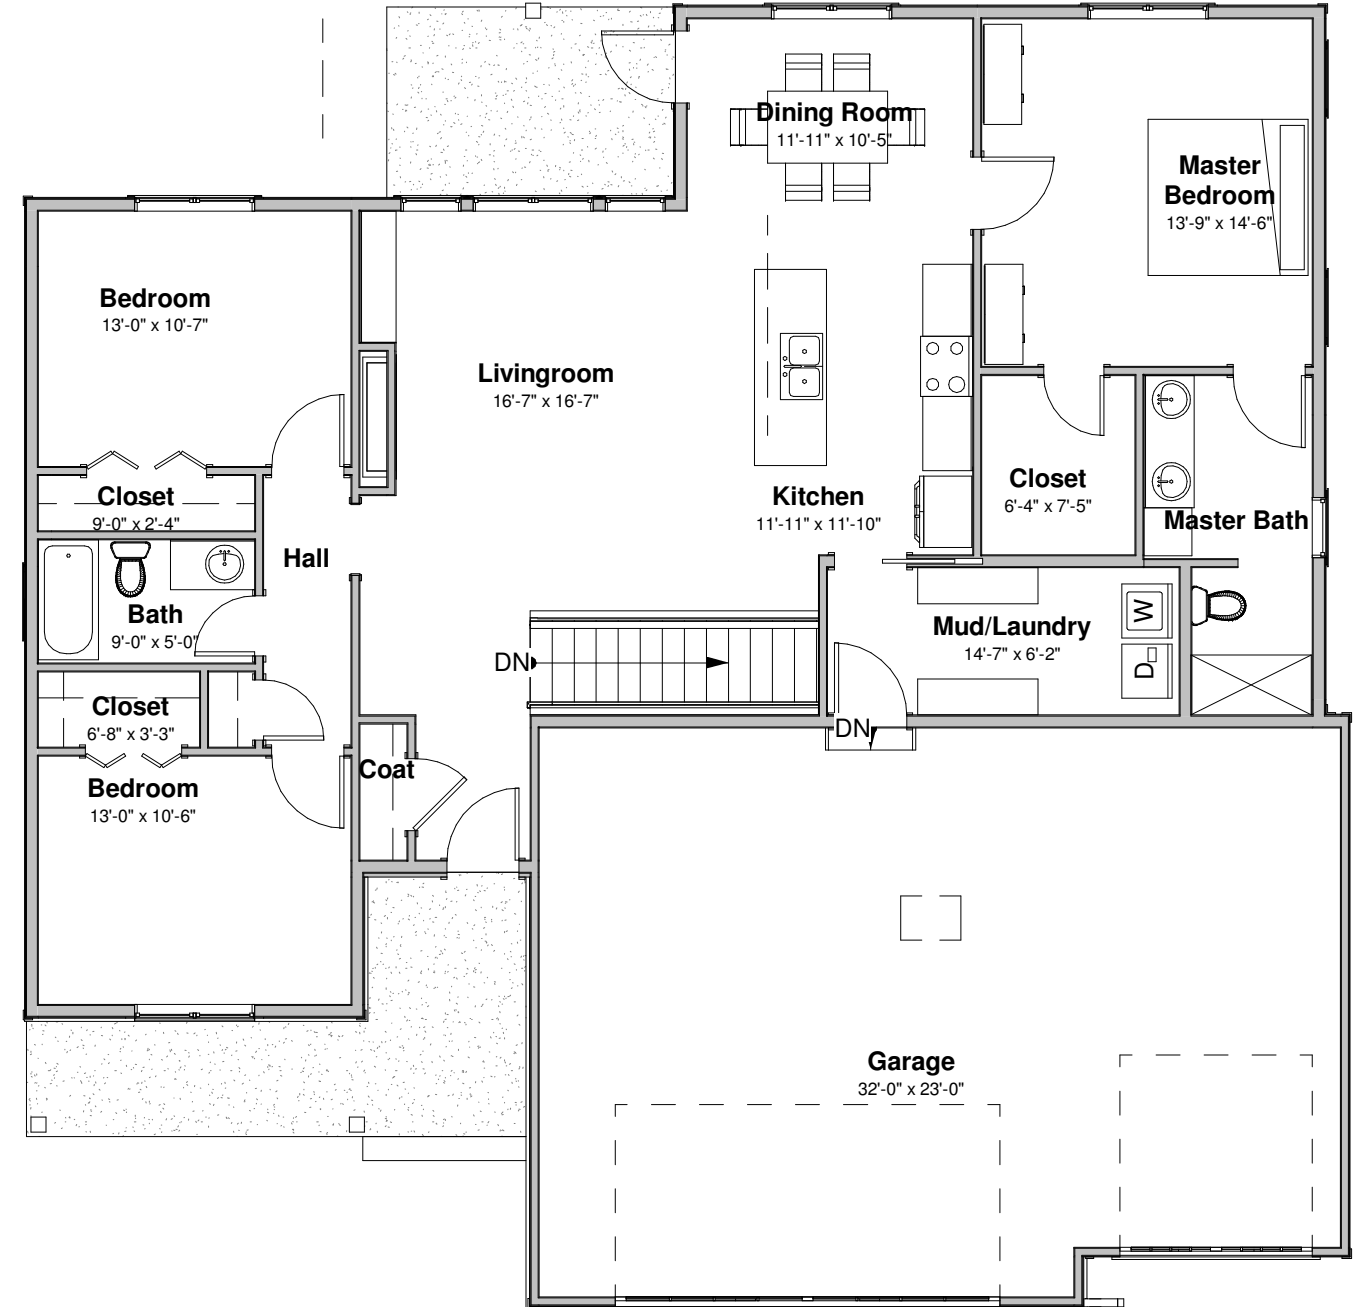 Dining Room
11'-11" x 10'-5"
Master
Bedroom
13'-9" x 14'-6"
Bedroom
13'-0" x 10'-7"
Livingroom
16'-7" x 16'-7"
Closet
9'-0" x 2'-4"
Kitchen
11'-11" x 11'-10"
Closet
6'-4" x 7'-5"
Master Bath
Hall
Bath
9'-0" x 5'-0"
Mud/Laundry
14'-7" x 6'-2"
W
D
DN
Closet
6'-8" x 3'-3"
DN
Coat
Bedroom
13'-0" x 10'-6"
Garage
32'-0" x 23'-0"